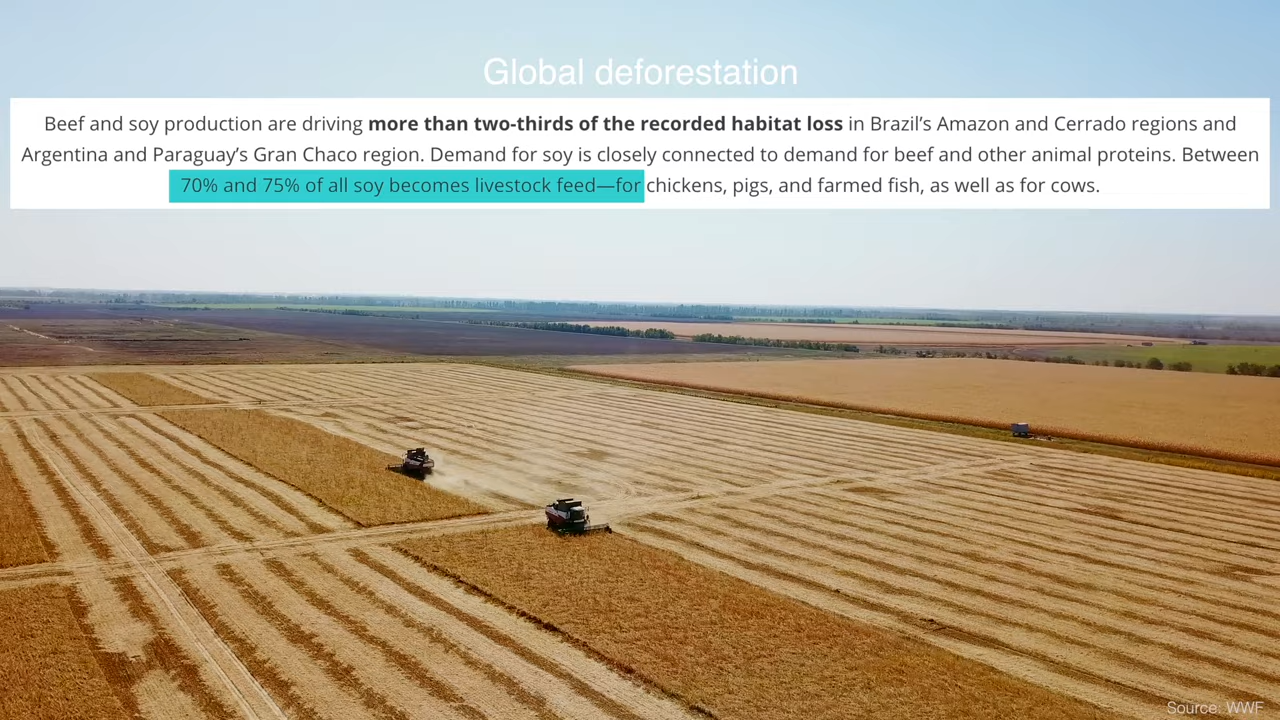 Global deforestation
Beef and soy production are driving more than two-thirds of the recorded habitat loss in Brazil’s Amazon and Cerrado regions and
Argentina and Paraguay’s Gran Chaco region. Demand for soy is closely connected to demand for beef and other animal proteins. Between
70% and 75% of all soy becomes livestock feed—for chickens, pigs, and farmed fish, as well as for cows.
Source: WWF